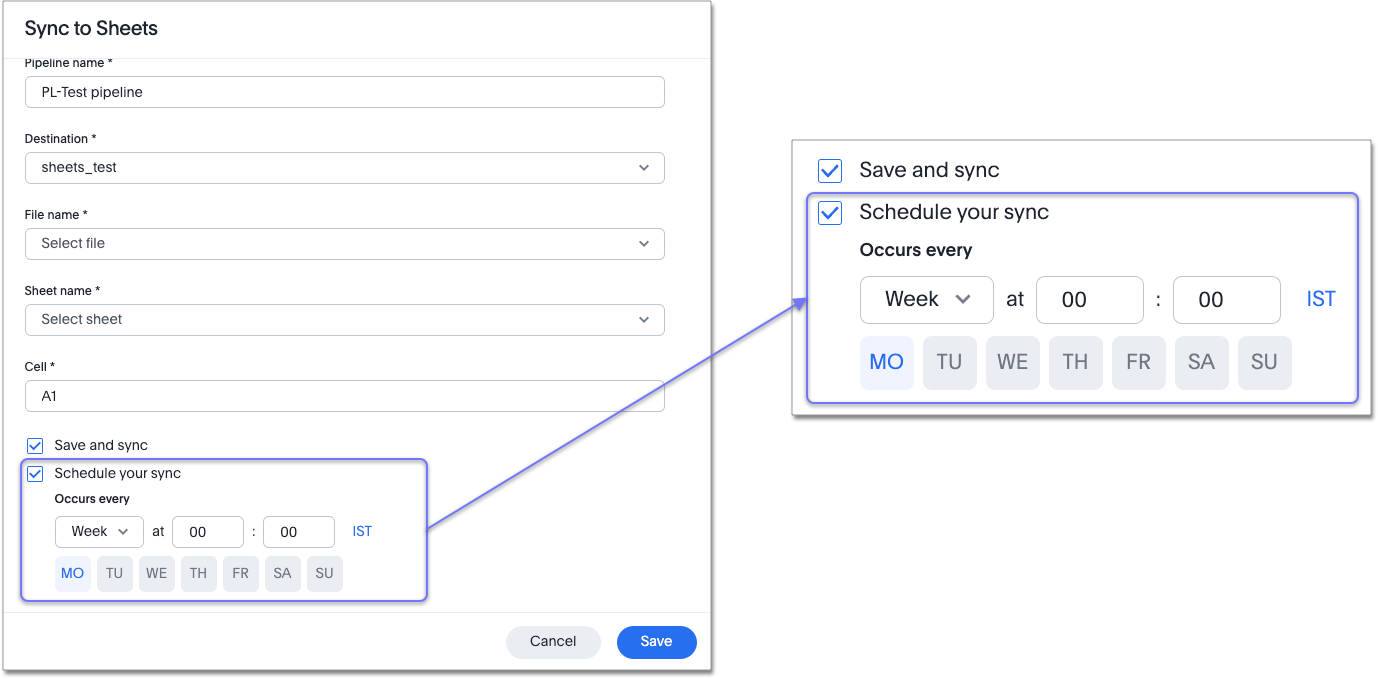 Sync to Sheets
Pipeline name *
PL-Test pipeline
Destination *
sheets_test
File name *
Select file
Sheet name *
Select sheet
Cell *
A1
Save and sync
Schedule your sync
Occurs every
Week at 00 : 00 IST
MO TU WE TH FR SA SU
Cancel Save
Save and sync
Schedule your sync
Occurs every
Week at 00 : 00 IST
MO TU WE TH FR SA SU